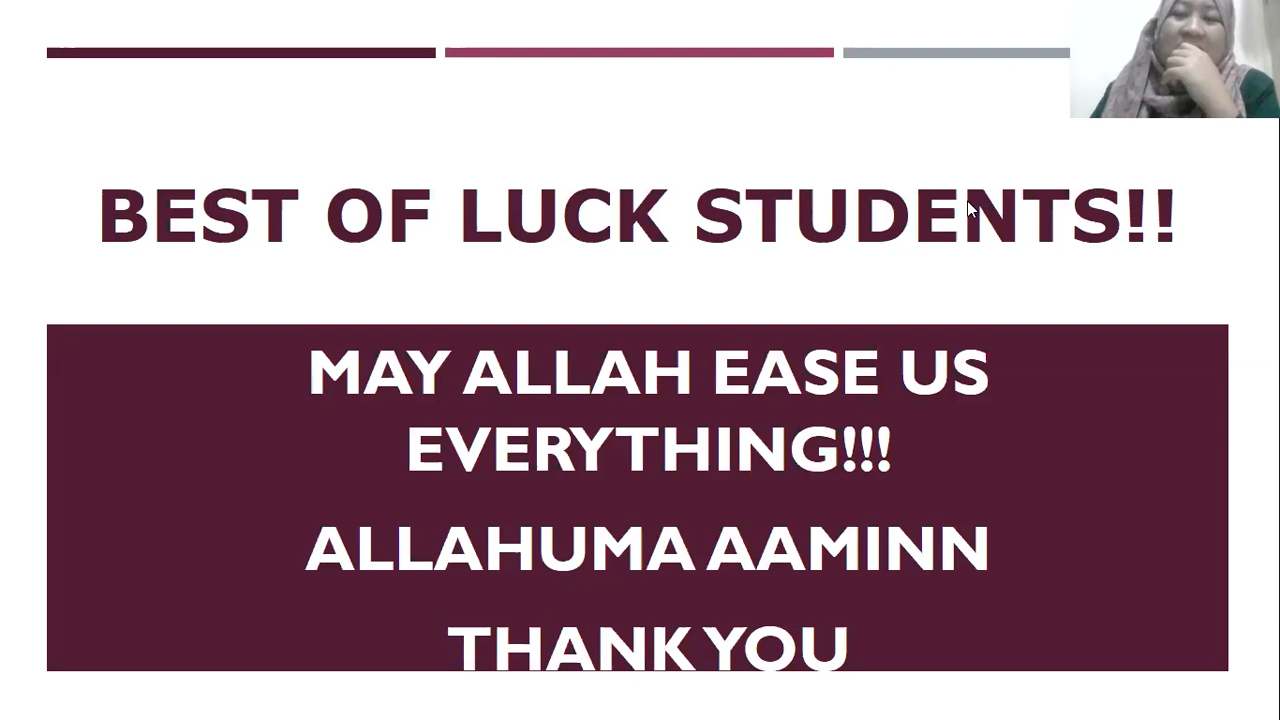 BEST OF LUCK STUDENTS!!
MAY ALLAH EASE US
EVERYTHING!!!
ALLAHUMA AAMINN
THANK YOU